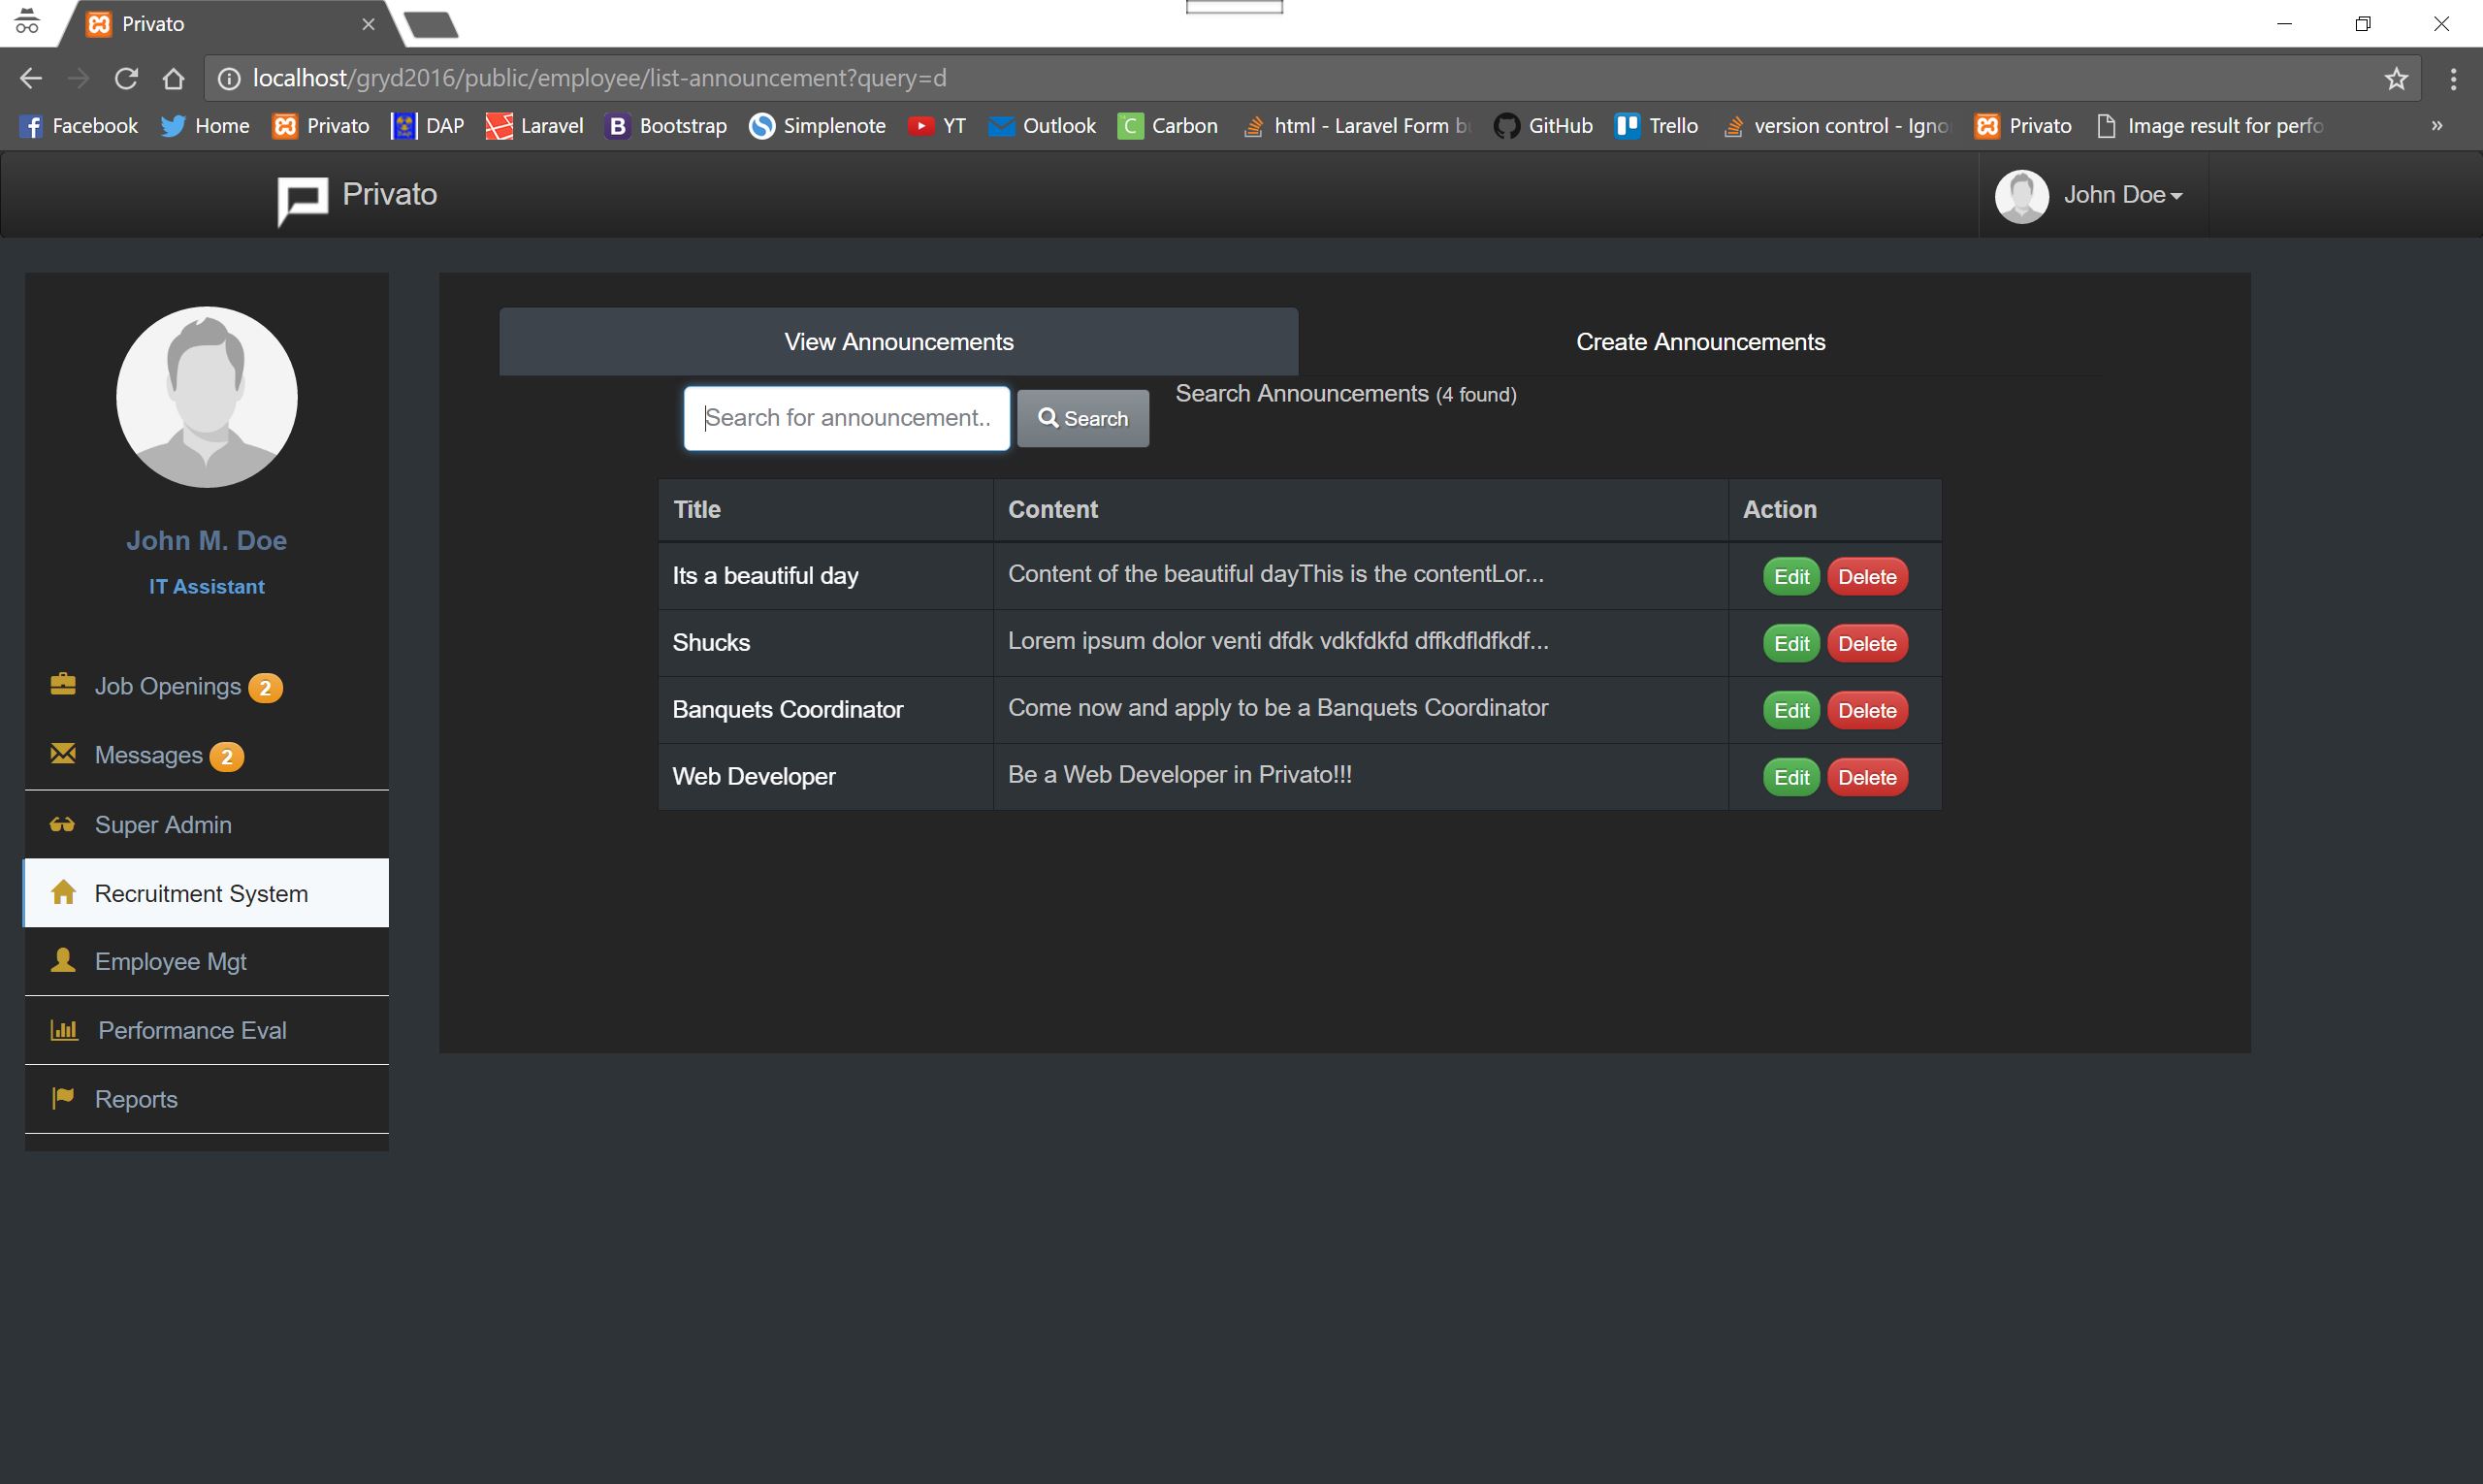 Privato
localhost/gryd2016/public/employee/list-announcement?query=d
Facebook Home Privato DAP Laravel Bootstrap Simplenote YT Outlook Carbon html - Laravel Form b GitHub Trello version control - Igno Privato Image result for perfo »
Privato
John Doe
View Announcements Create Announcements
Search for announcement.. Search Search Announcements (4 found)
John M. Doe
IT Assistant
Job Openings 2
Messages 2
Super Admin
Recruitment System
Employee Mgt
Performance Eval
Reports
Title Content Action
Its a beautiful day Content of the beautiful dayThis is the contentLor... Edit Delete
Shucks Lorem ipsum dolor venti dfdk vdkfdkfd dffkdfldfkdf... Edit Delete
Banquets Coordinator Come now and apply to be a Banquets Coordinator Edit Delete
Web Developer Be a Web Developer in Privato!!! Edit Delete